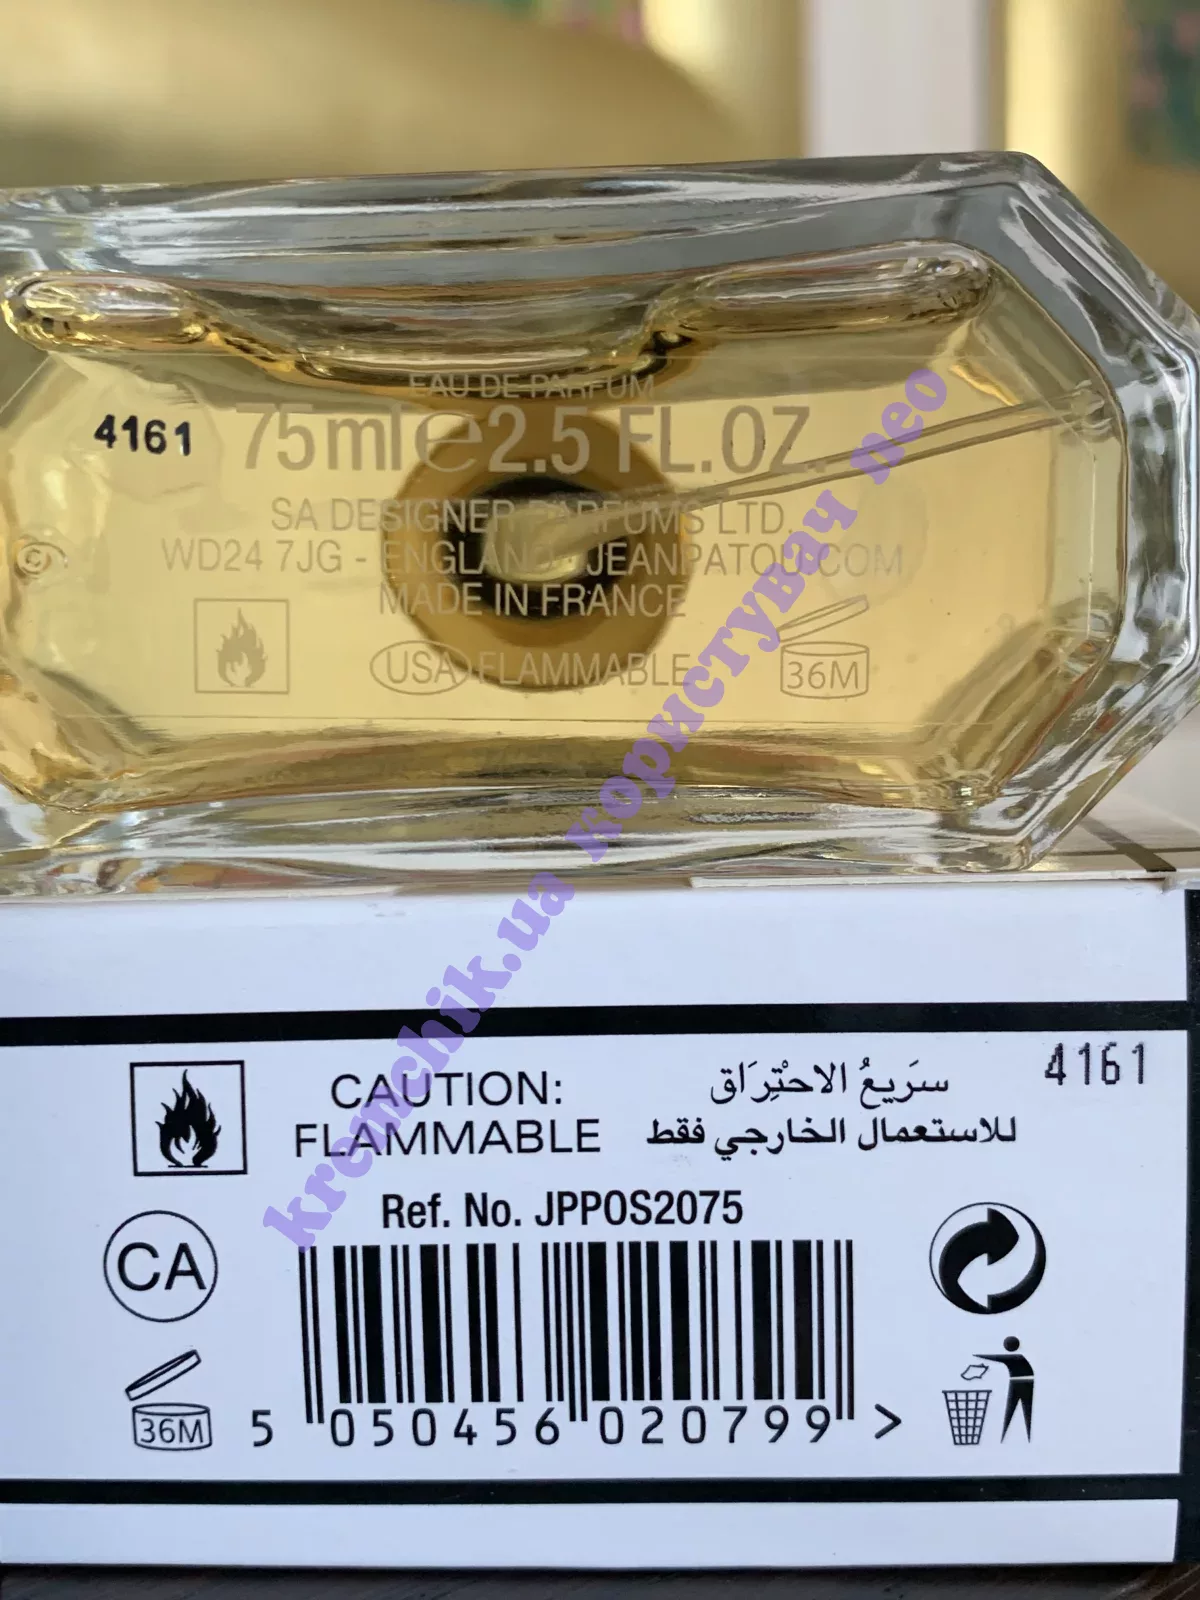 EAU DE PARFUM
4161
75ml e 2.5 FL.OZ.
SA DESIGNER PARFUMS LTD.
WD24 7JG - ENGLAND - JEANPATOU.COM
MADE IN FRANCE
USA FLAMMABLE
36M
kremchik.ua користувач neo
CAUTION:
FLAMMABLE
سَرِيعُ الاحْتِرَاق
للاستعمال الخارجي فقط
4161
Ref. No. JPPOS2075
CA
36M
5 050456 020799 >